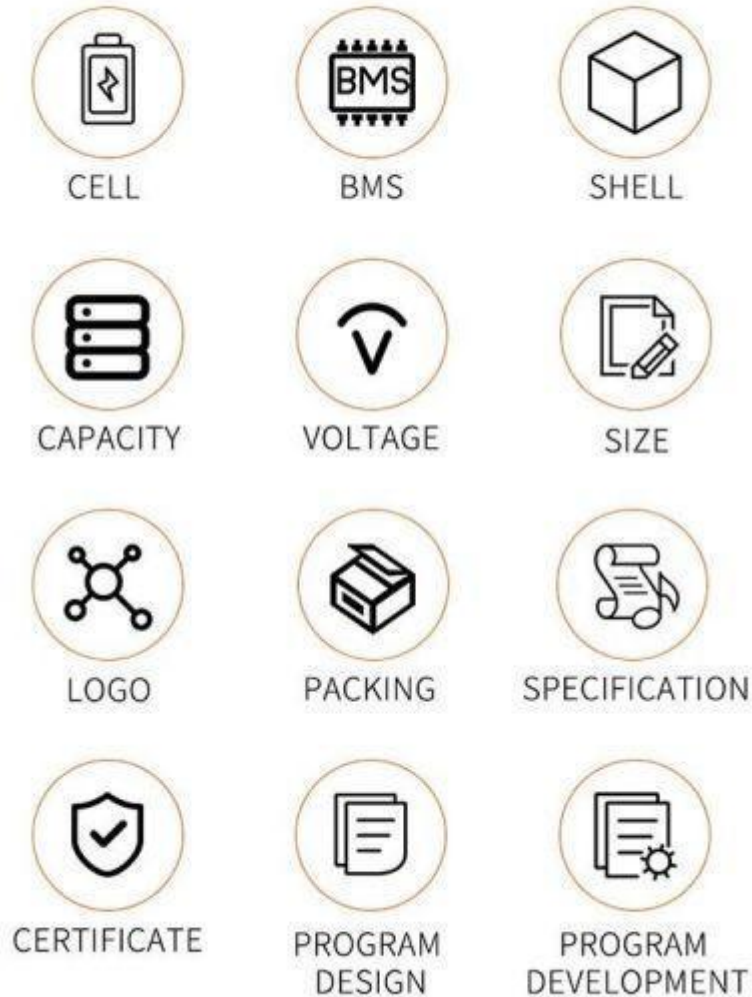 BMS
CELL
BMS
SHELL
V
CAPACITY
VOLTAGE
SIZE
LOGO
PACKING
SPECIFICATION
CERTIFICATE
PROGRAM
DESIGN
PROGRAM
DEVELOPMENT